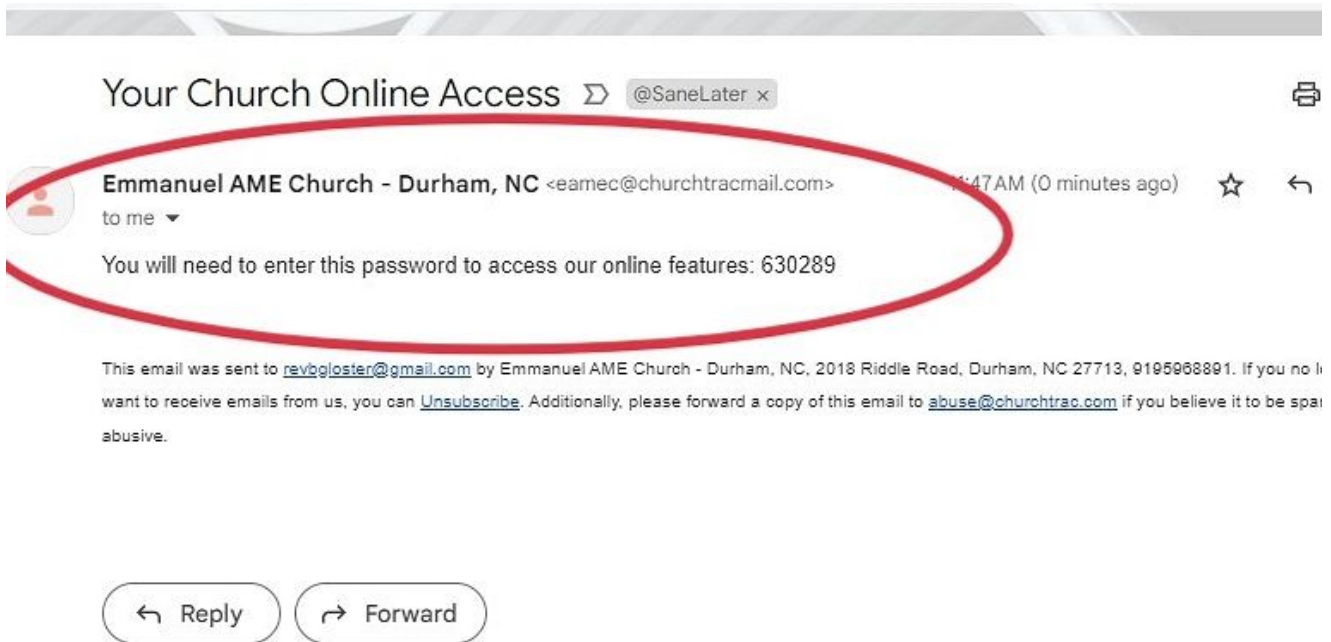 Your Church Online Access @SaneLater ×
Emmanuel AME Church - Durham, NC <eamec@churchtracmail.com> 47 AM (0 minutes ago)
to me
You will need to enter this password to access our online features: 630289
This email was sent to revbgloster@gmail.com by Emmanuel AME Church - Durham, NC, 2018 Riddle Road, Durham, NC 27713, 9195968891. If you no
want to receive emails from us, you can Unsubscribe. Additionally, please forward a copy of this email to abuse@churchtrac.com if you believe it to be
abusive.
Reply Forward